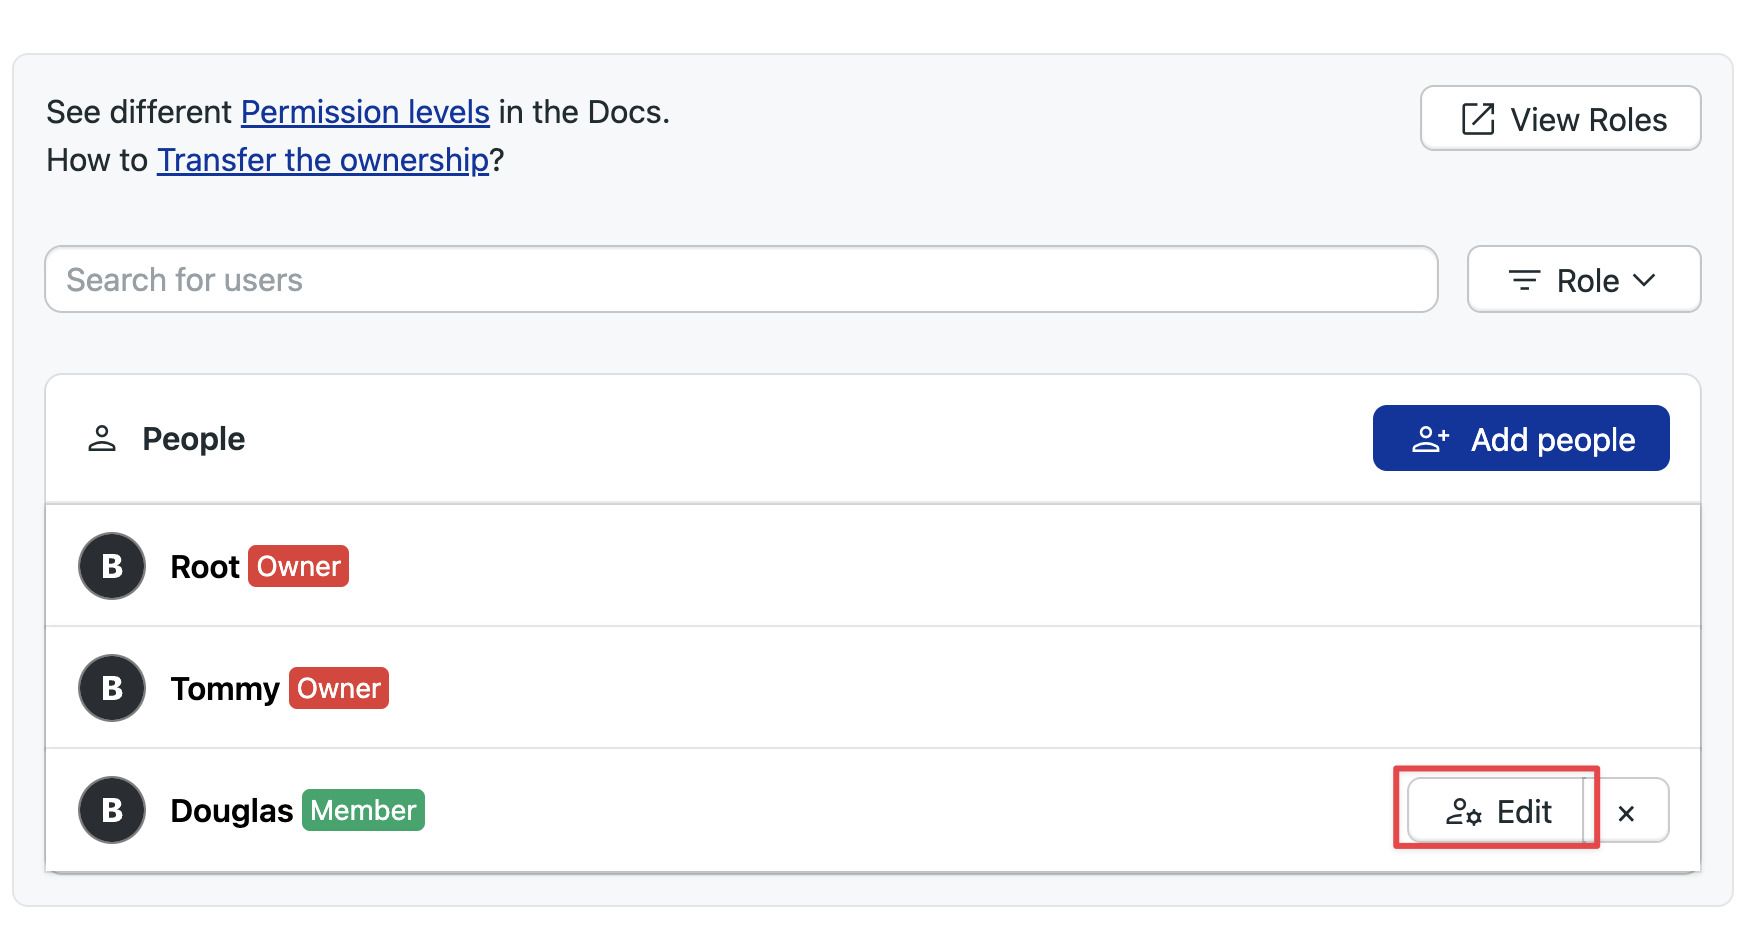 See different Permission levels in the Docs.
View Roles
How to Transfer the ownership?
Search for users
Role
People
Add people
B Root Owner
B Tommy Owner
B Douglas Member
Edit ×